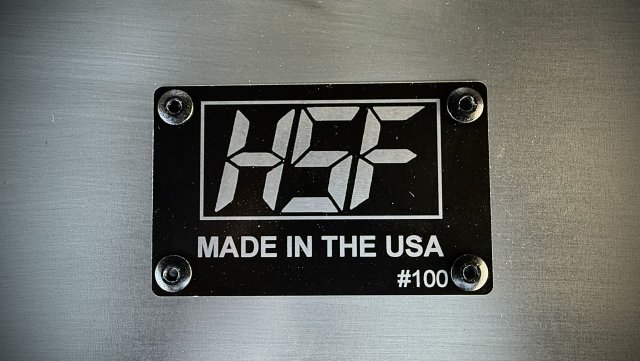 HSF
MADE IN THE USA
#100